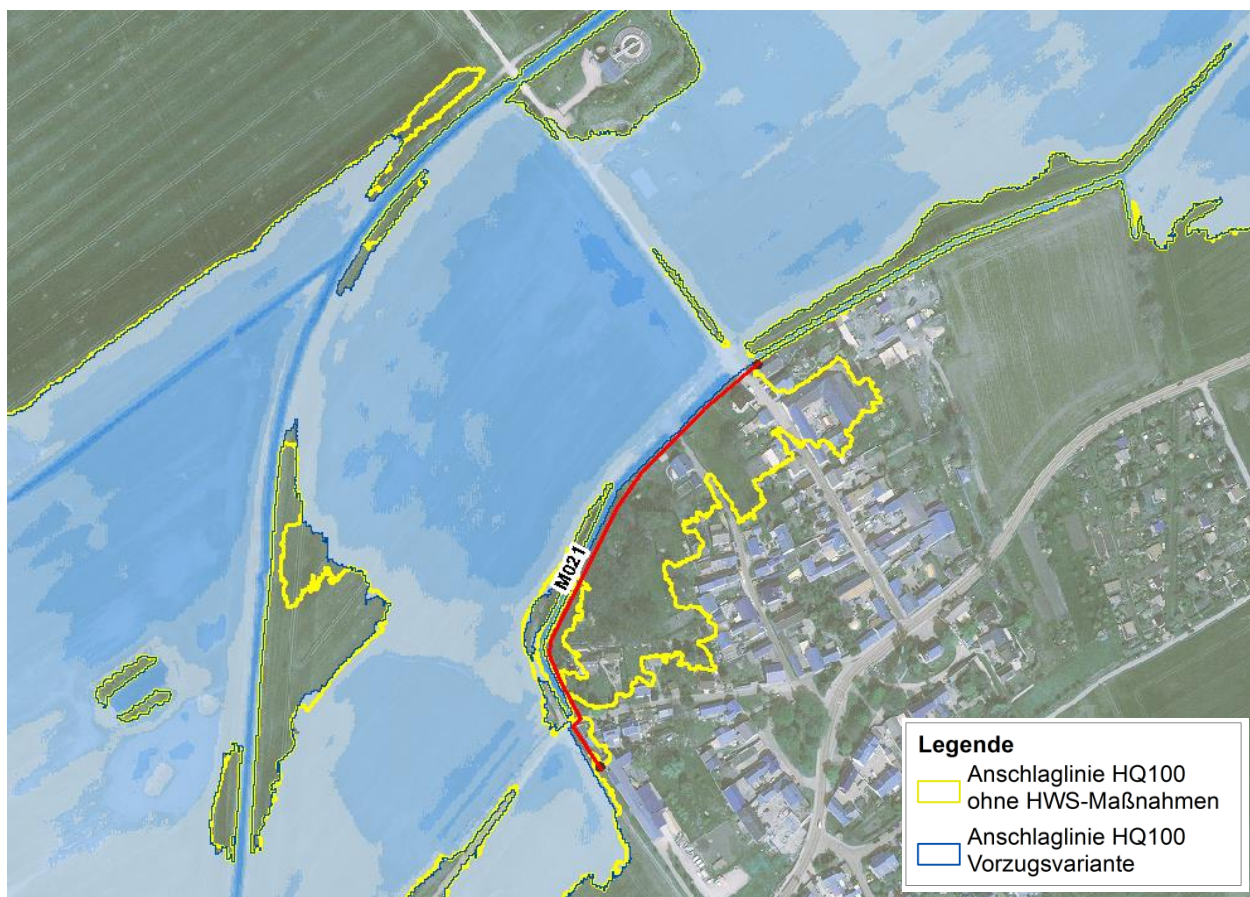 M021
Legende
Anschlaglinie HQ100
ohne HWS-Maßnahmen
Anschlaglinie HQ100
Vorzugsvariante